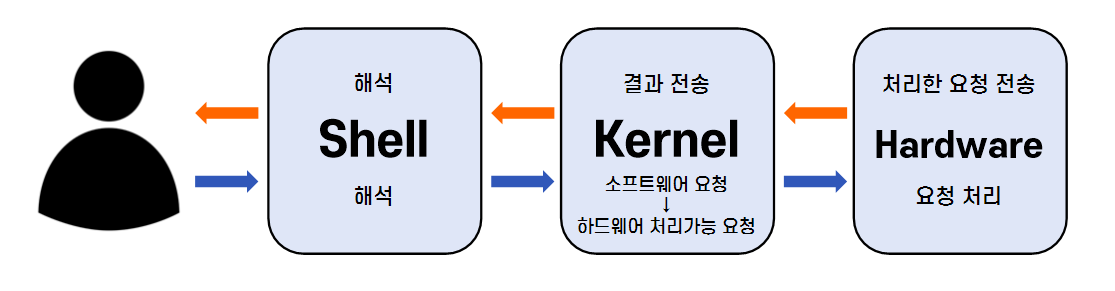 해석
Shell
해석
결과 전송
Kernel
소프트웨어 요청
↓
하드웨어 처리가능 요청
처리한 요청 전송
Hardware
요청 처리